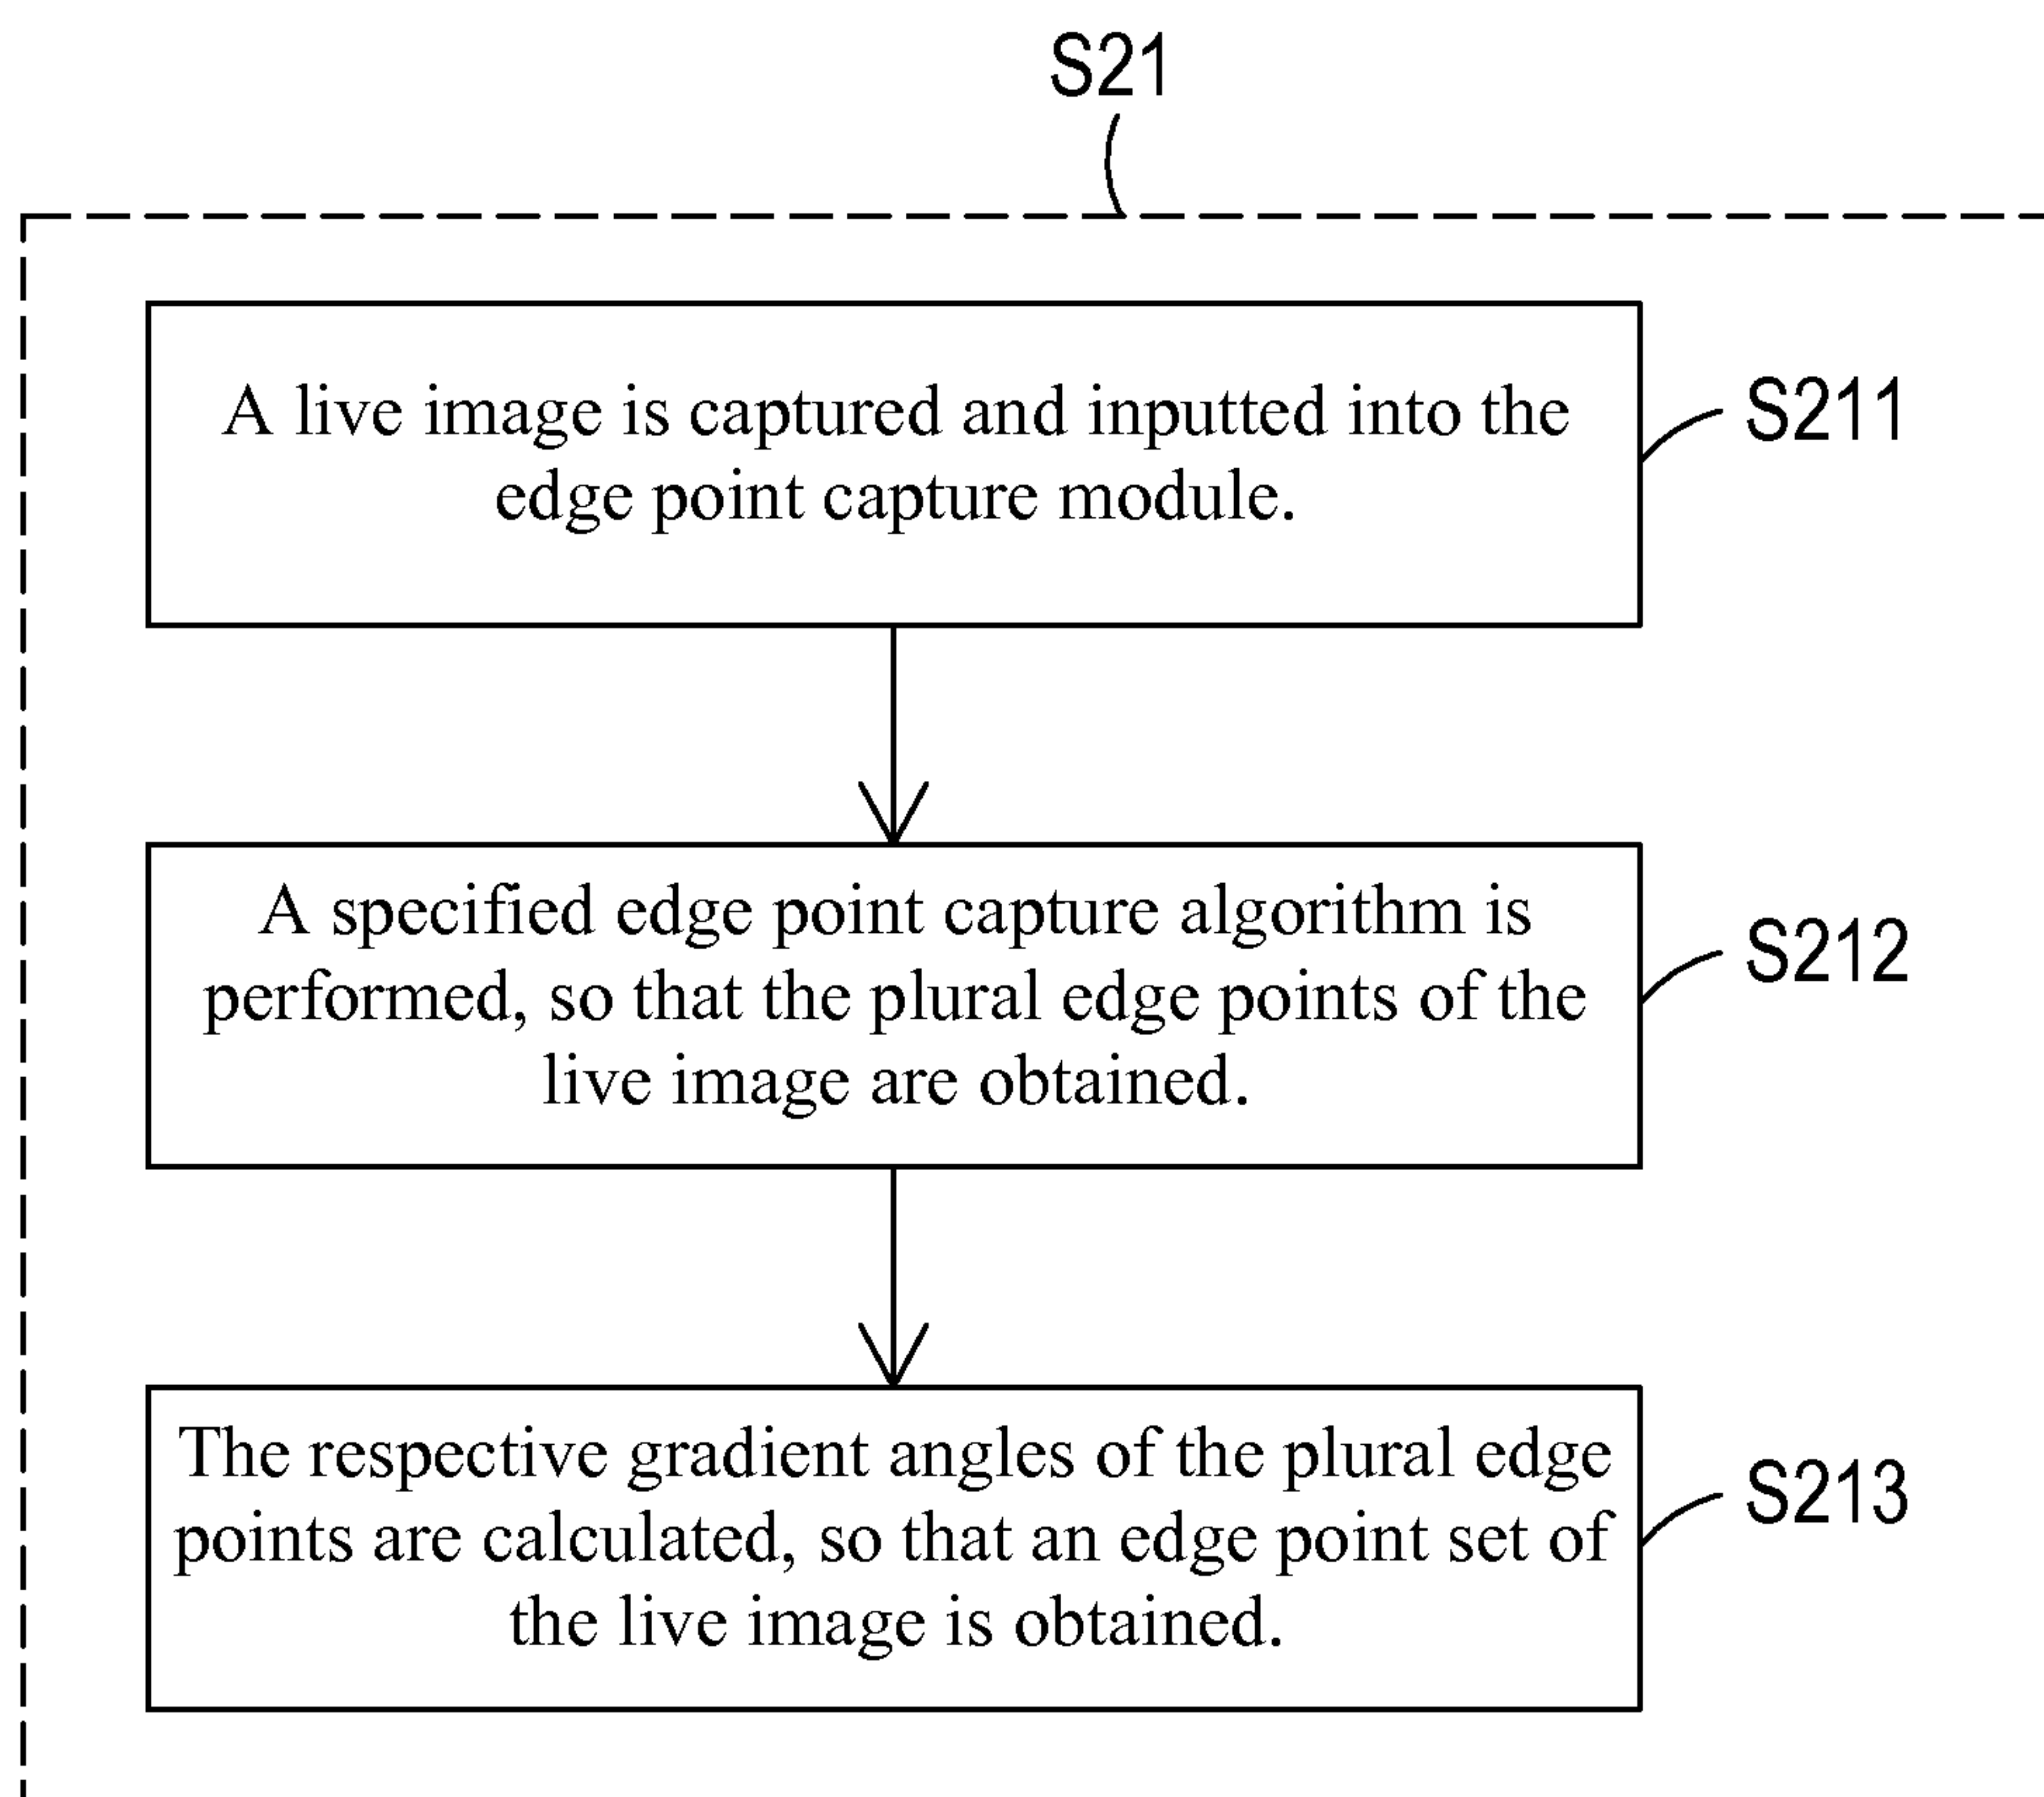 S21
A live image is captured and inputted into the
edge point capture module.
S211
A specified edge point capture algorithm is
performed, so that the plural edge points of the
live image are obtained.
S212
The respective gradient angles of the plural edge
points are calculated, so that an edge point set of
the live image is obtained.
S213